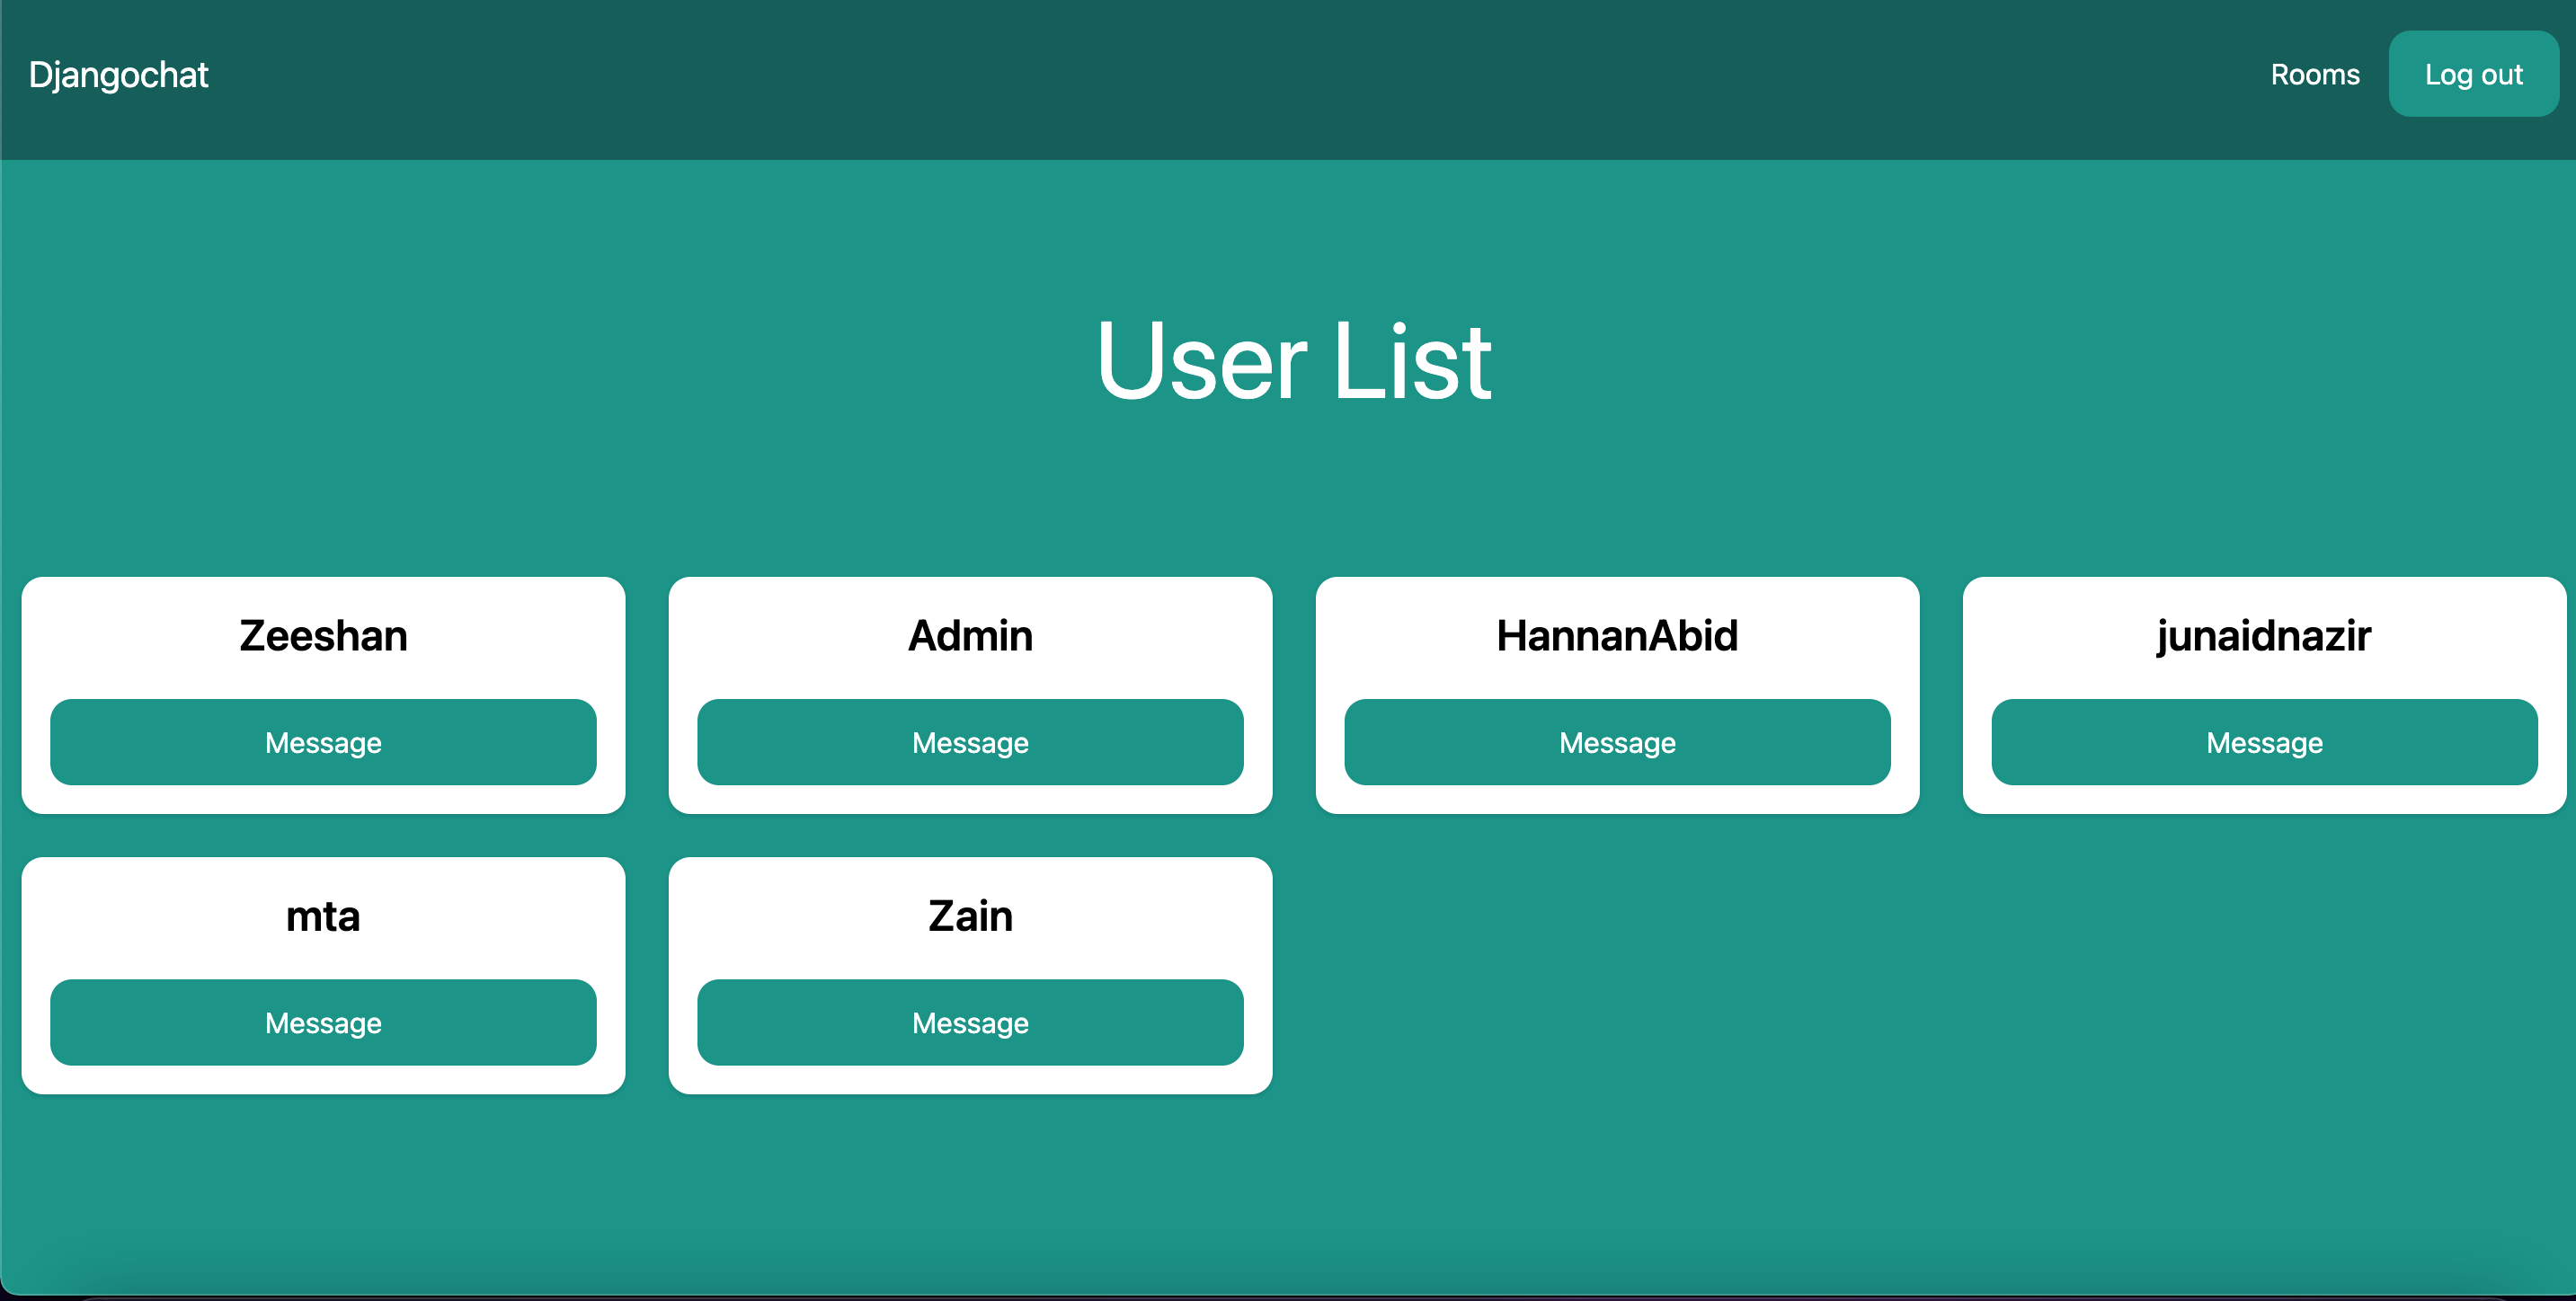 Djangochat
Rooms
Log out
User List
Zeeshan
Message
Admin
Message
HannanAbid
Message
junaidnazir
Message
mta
Message
Zain
Message